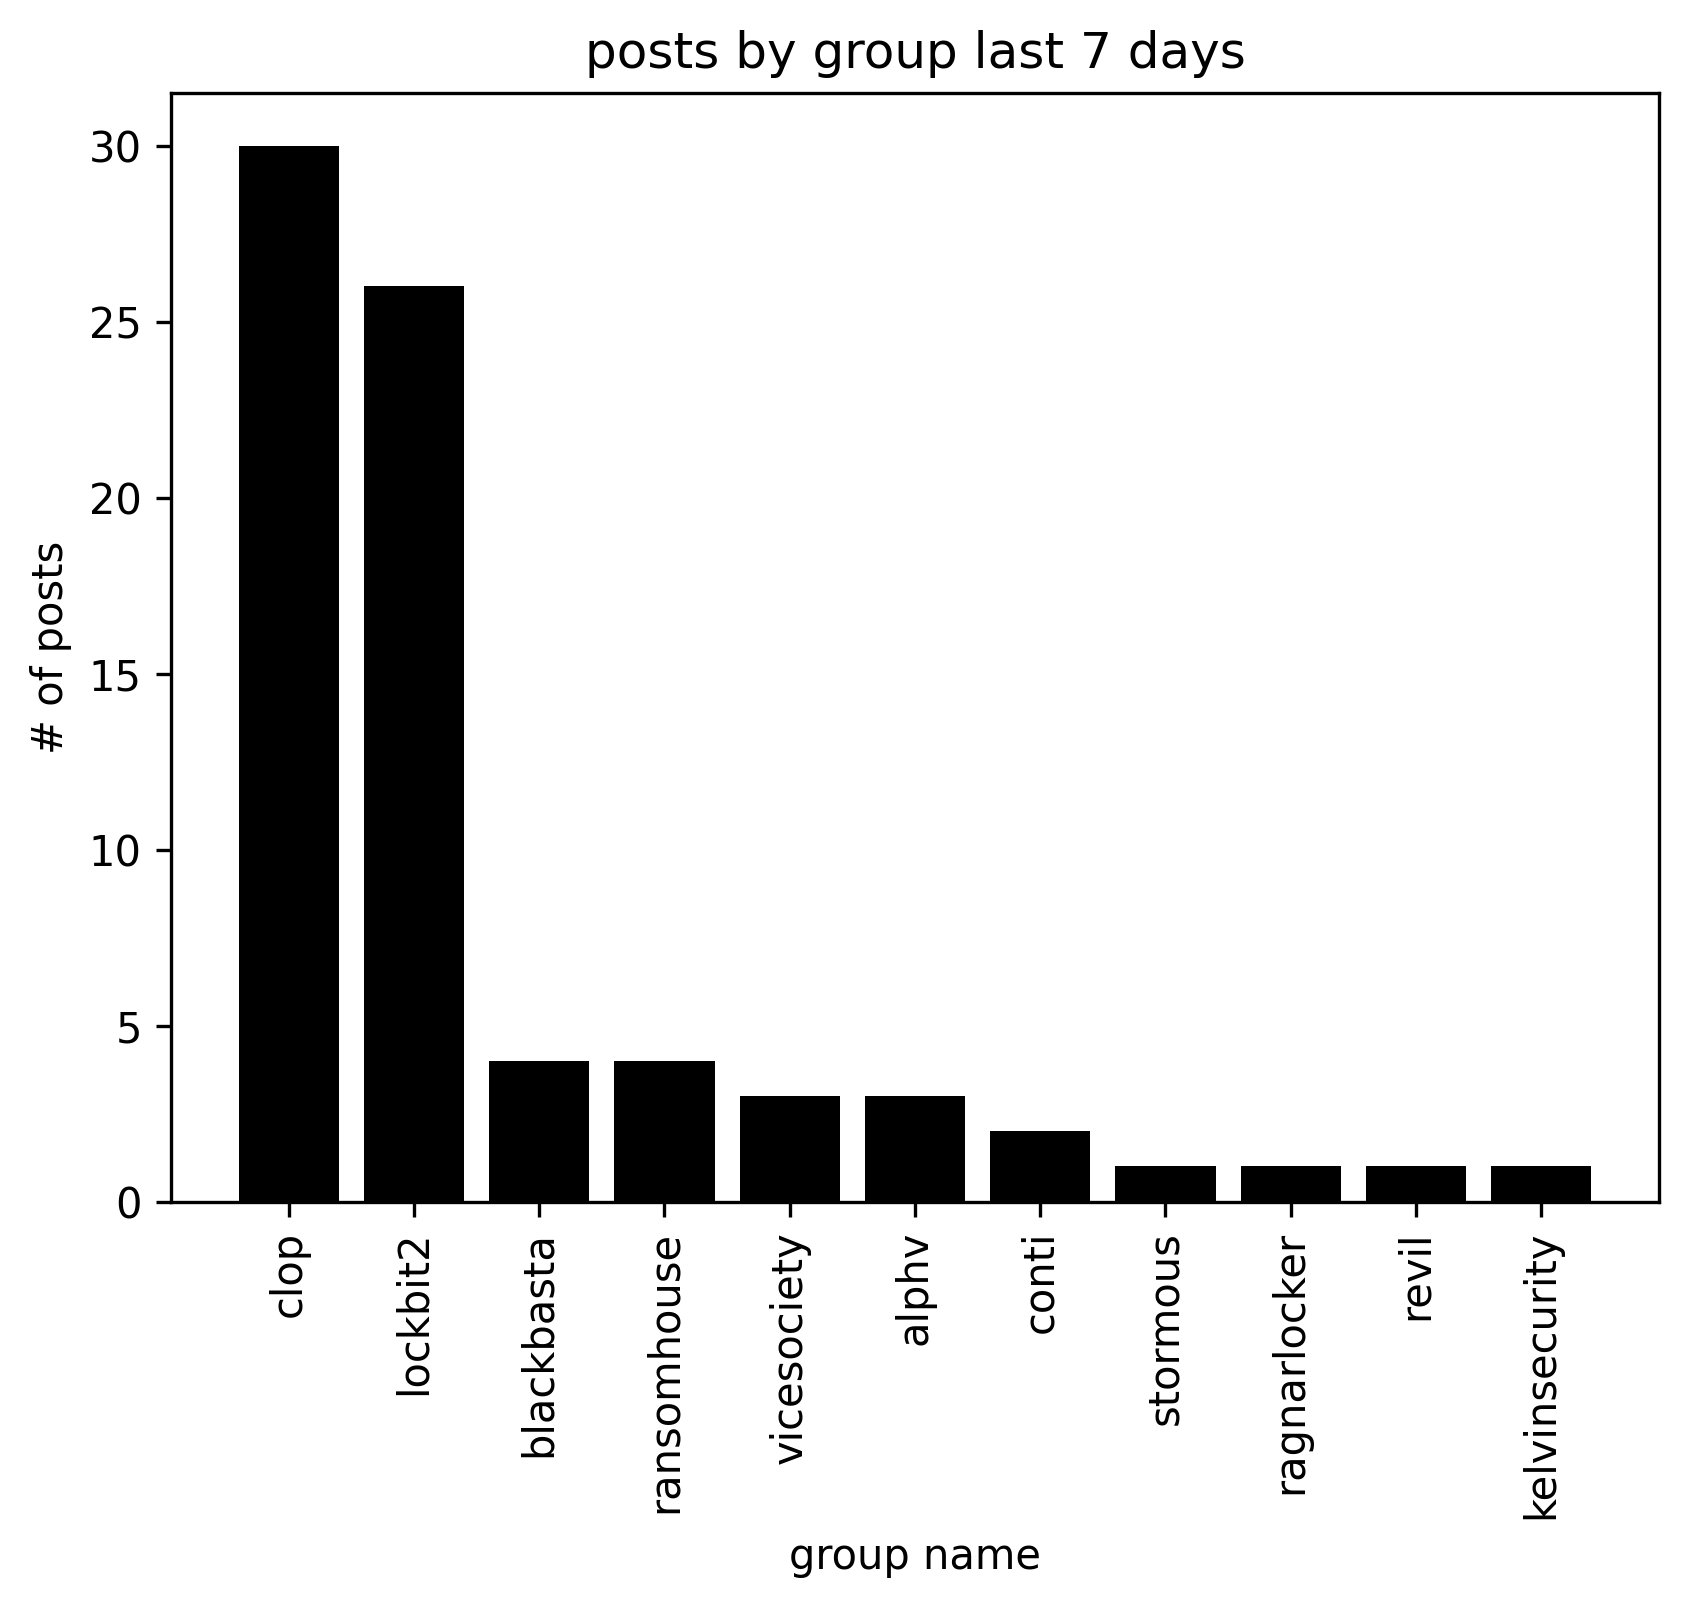 posts by group last 7 days
30
25
20
15
10
5
0
# of posts
clop
lockbit2
blackbasta
ransomhouse
vicesociety
alphv
conti
stormous
ragnarlocker
revil
kelvinsecurity
group name